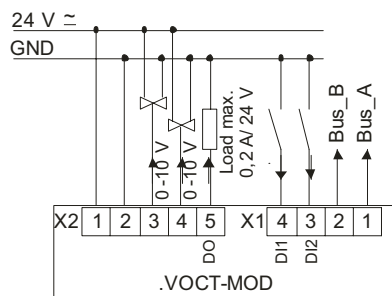 24 V ≃
GND
0-10 V
0-10 V
Load max.
0,2 A/ 24 V
Bus_B
Bus_A
X2 1 2 3 4 5 X1 4 3 2 1
DO DI1 DI2
.VOCT-MOD